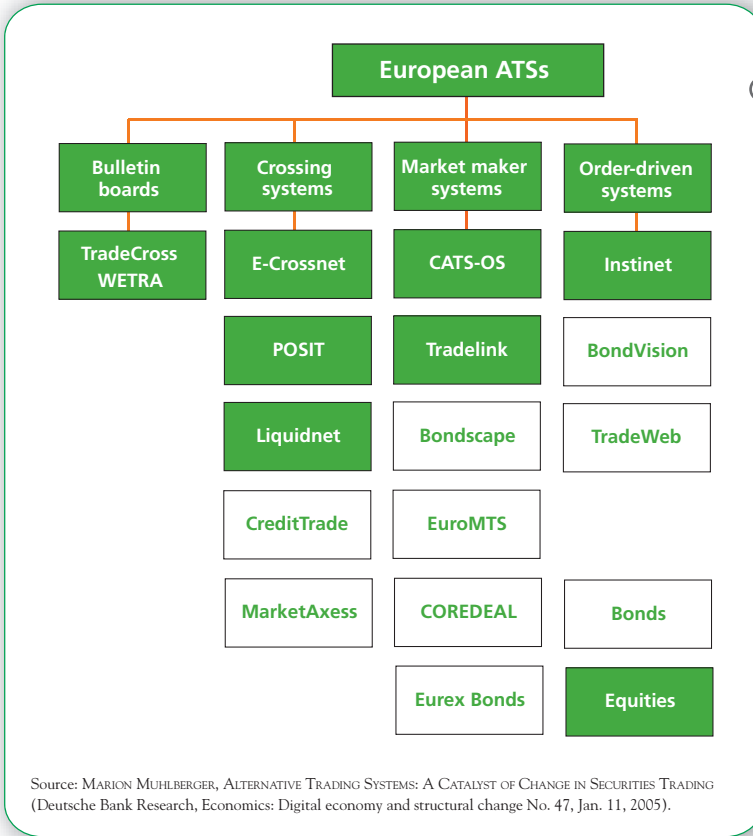 European ATSs
Bulletin
boards
Crossing
systems
Market maker
systems
Order-driven
systems
TradeCross
WETRA
E-Crossnet
CATS-OS
Instinet
POSIT
Tradelink
BondVision
Liquidnet
Bondscape
TradeWeb
CreditTrade
EuroMTS
MarketAxess
COREDEAL
Bonds
Eurex Bonds
Equities
Source: MARION MUHLBERGER, ALTERNATIVE TRADING SYSTEMS: A CATALYST OF CHANGE IN SECURITIES TRADING
(Deutsche Bank Research, Economics: Digital economy and structural change No. 47, Jan. 11, 2005).